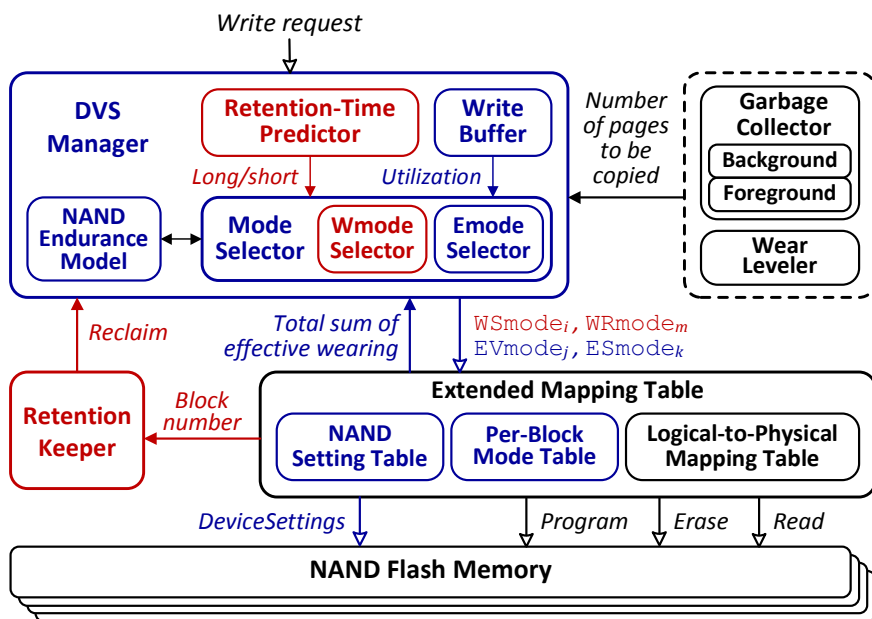 Write request
DVS
Manager
Retention-Time
Predictor
Write
Buffer
Number
of pages
to be
copied
Garbage
Collector
Background
Foreground
Long/short
Utilization
NAND
Endurance
Model
Mode
Selector
Wmode
Selector
Emode
Selector
Wear
Leveler
Reclaim
Total sum of
effective wearing
WSmodeᵢ, WRmodeₘ
EVmodeⱼ, ESmodeₖ
Retention
Keeper
Block
number
Extended Mapping Table
NAND
Setting Table
Per-Block
Mode Table
Logical-to-Physical
Mapping Table
DeviceSettings
Program
Erase
Read
NAND Flash Memory